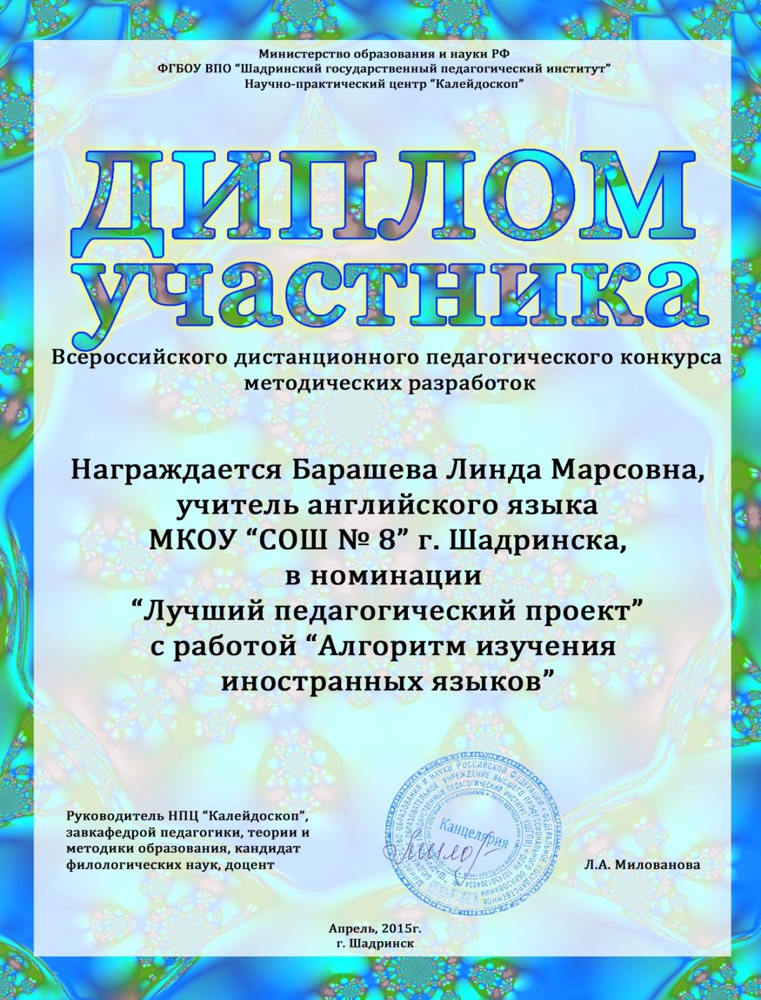 Министерство образования и науки РФ
ФГБОУ ВПО “Шадринский государственный педагогический институт”
Научно-практический центр “Калейдоскоп”
ДИПЛОМ
участника
Всероссийского дистанционного педагогического конкурса
методических разработок
Награждается Барашева Линда Марсовна,
учитель английского языка
МКОУ “СОШ № 8” г. Шадринска,
в номинации
“Лучший педагогический проект”
с работой “Алгоритм изучения
иностранных языков”
Руководитель НПЦ “Калейдоскоп”,
завкафедрой педагогики, теории и
методики образования, кандидат
филологических наук, доцент
Канцелярия
Л.А. Милованова
Апрель, 2015г.
г. Шадринск